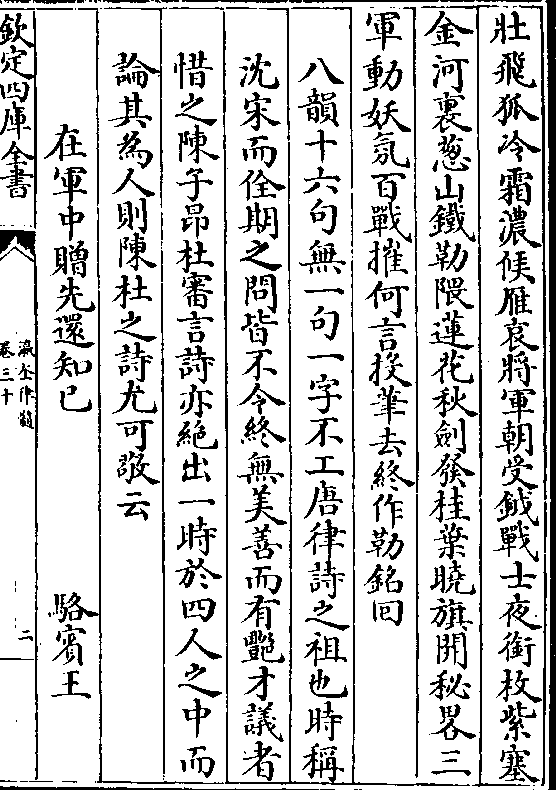 壯飛狐冷霜濃候雁哀將軍朝受鉞戰士夜銜枚紫塞
金河裏葱山鐵勒隈蓮花秋劍發桂葉曉旗開秘畧三
軍動妖氛百戰摧何言投筆去終作勒銘回
八韻十六句無一句一字不工唐律詩之祖也時稱
沈宋而佺期之問皆不令終無美善而有艷才議者
惜之陳子昂杜審言詩亦絶出一時於四人之中而
論其為人則陳杜之詩尤可敬云
在軍中贈先還知已
駱賓王
欽定四庫全書
瀛奎律髓
卷三十
二